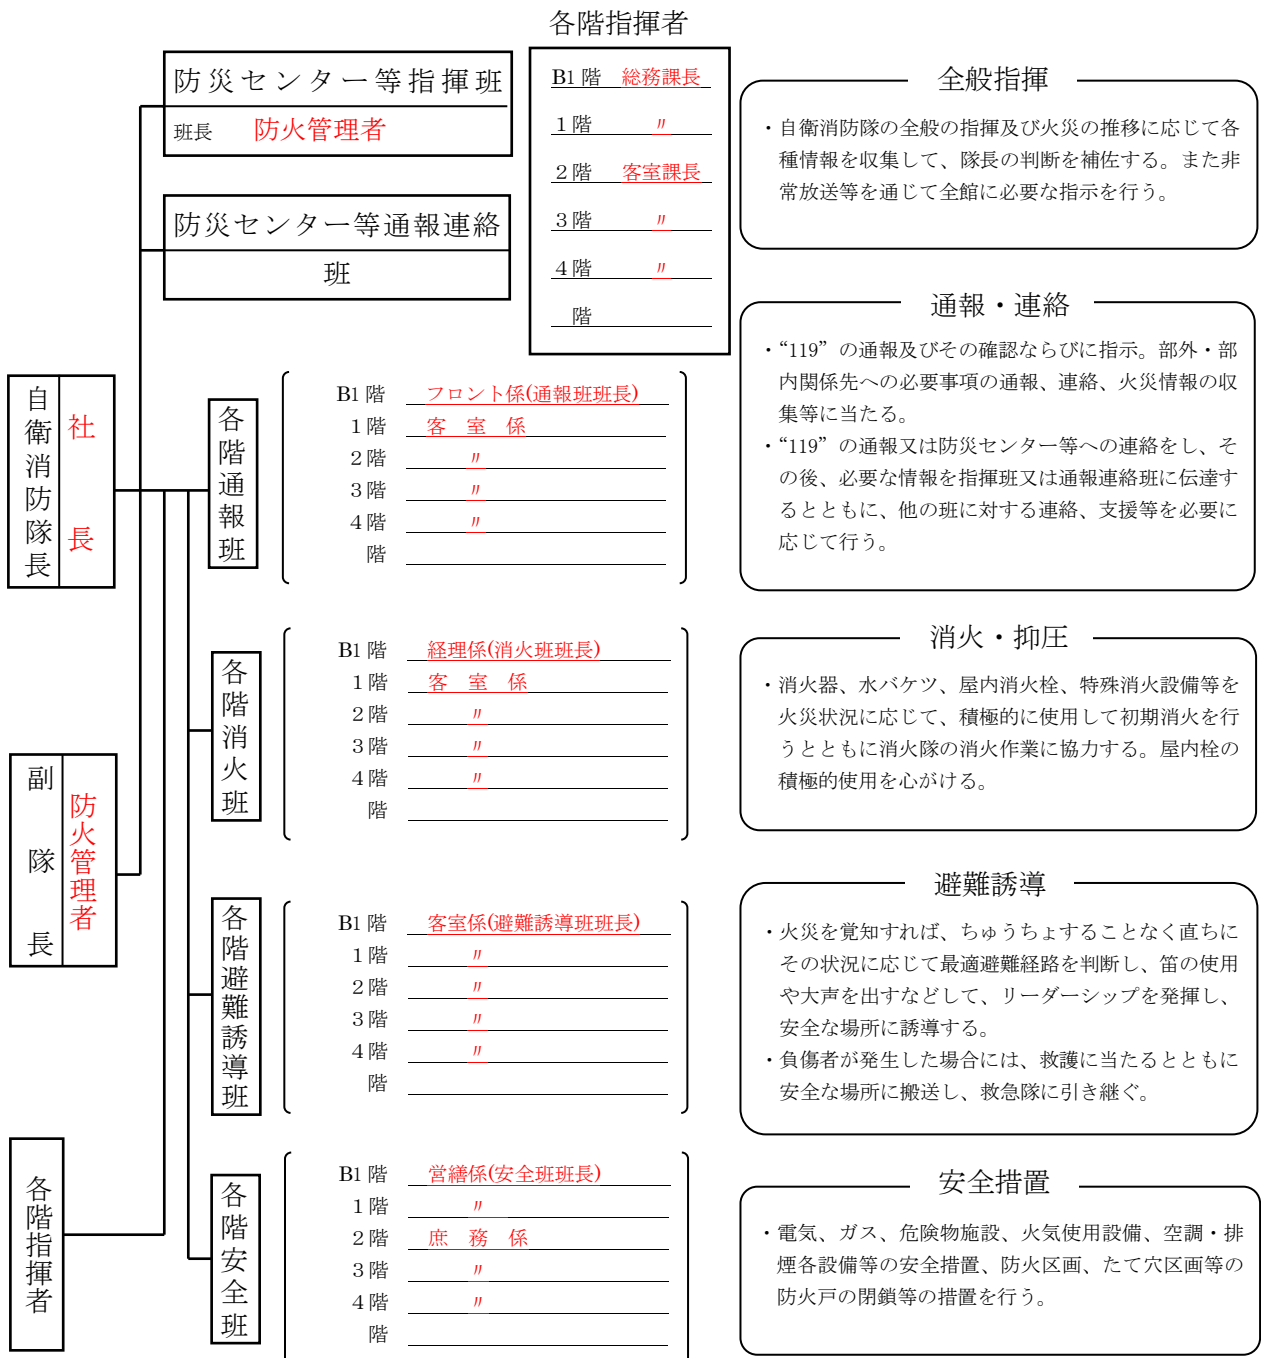 各階指揮者
防災センター等指揮班
班長 防火管理者
防災センター等通報連絡
班
B1 階 総務課長
１階 〃
２階 客室課長
３階 〃
４階 〃
階
全般指揮
・自衛消防隊の全般の指揮及び火災の推移に応じて各
種情報を収集して、隊長の判断を補佐する。また非
常放送等を通じて全館に必要な指示を行う。
通報・連絡
・“119”の通報及びその確認ならびに指示。部外・部
内関係先への必要事項の通報、連絡、火災情報の収
集等に当たる。
・“119”の通報又は防災センター等への連絡をし、そ
の後、必要な情報を指揮班又は通報連絡班に伝達す
るとともに、他の班に対する連絡、支援等を必要に
応じて行う。
自衛消防隊長
社長
各階通報班
B1 階 フロント係(通報班班長)
１階 客室係
２階 〃
３階 〃
４階 〃
階
各階消火班
B1 階 経理係(消火班班長)
１階 客室係
２階 〃
３階 〃
４階 〃
階
消火・抑圧
・消火器、水バケツ、屋内消火栓、特殊消火設備等を
火災状況に応じて、積極的に使用して初期消火を行
うとともに消火隊の消火作業に協力する。屋内栓の
積極的使用を心がける。
副隊長
防火管理者
各階避難誘導班
B1 階 客室係(避難誘導班班長)
１階 〃
２階 〃
３階 〃
４階 〃
階
避難誘導
・火災を覚知すれば、ちゅうちょすることなく直ちに
その状況に応じて最適避難経路を判断し、笛の使用
や大声を出すなどして、リーダーシップを発揮し、
安全な場所に誘導する。
・負傷者が発生した場合には、救護に当たるとともに
安全な場所に搬送し、救急隊に引き継ぐ。
各階指揮者
各階安全班
B1 階 営繕係(安全班班長)
１階 〃
２階 庶務係
３階 〃
４階 〃
階
安全措置
・電気、ガス、危険物施設、火気使用設備、空調・排
煙各設備等の安全措置、防火区画、たて穴区画等の
防火戸の閉鎖等の措置を行う。